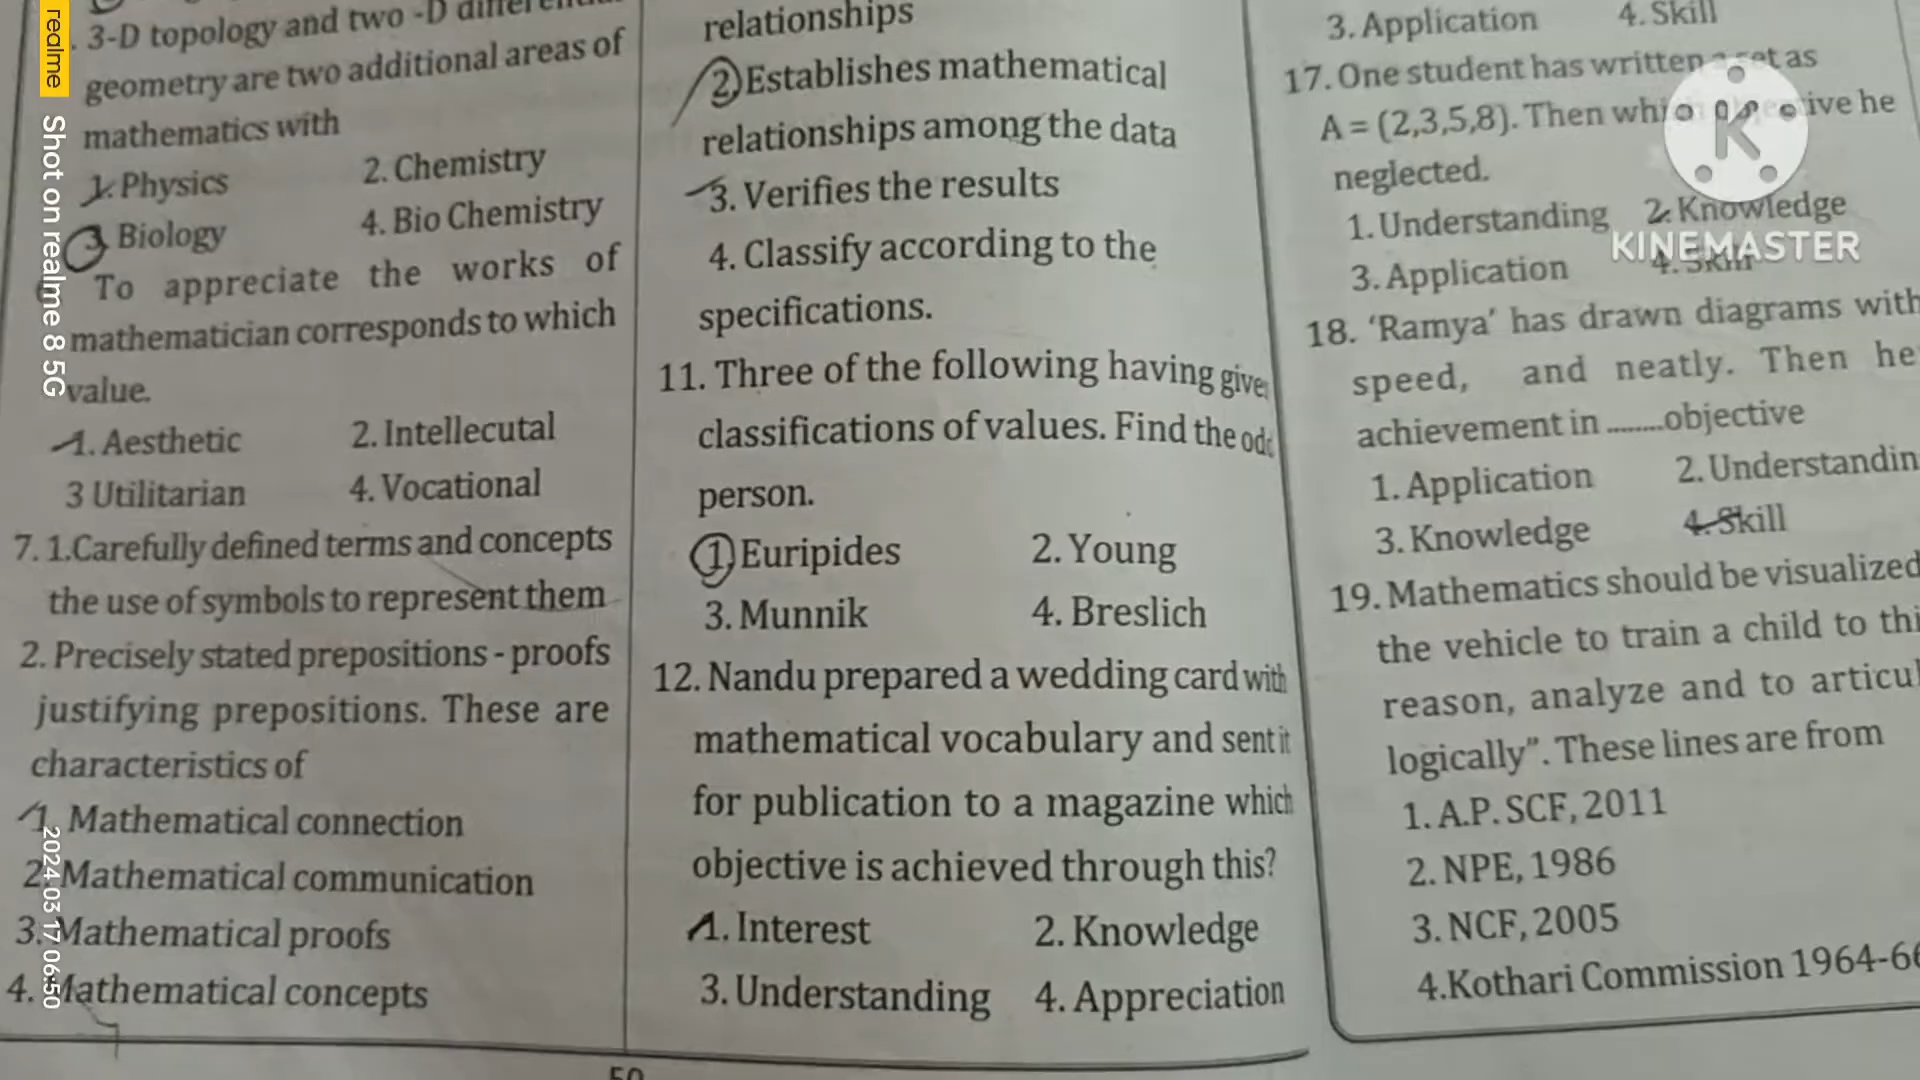 . 3-D topology and two -D
geometry are two additional areas of
mathematics with
1. Physics 2. Chemistry
3 Biology 4. Bio Chemistry
To appreciate the works of
mathematician corresponds to which
value.
1. Aesthetic 2. Intellecutal
3 Utilitarian 4. Vocational
7. 1.Carefully defined terms and concepts
the use of symbols to represent them
2. Precisely stated prepositions - proofs
justifying prepositions. These are
characteristics of
1. Mathematical connection
2. Mathematical communication
3. Mathematical proofs
4. Mathematical concepts
relationships
2 Establishes mathematical
relationships among the data
3. Verifies the results
4. Classify according to the
specifications.
11. Three of the following having give
classifications of values. Find the odd
person.
1 Euripides 2. Young
3. Munnik 4. Breslich
12. Nandu prepared a wedding card with
mathematical vocabulary and sent it
for publication to a magazine which
objective is achieved through this?
1. Interest 2. Knowledge
3. Understanding 4. Appreciation
50
3. Application 4. Skill
17. One student has written a set as
A = (2,3,5,8}. Then which he
neglected.
1. Understanding 2. Knowledge
3. Application 4. Skill
18. ‘Ramya’ has drawn diagrams with
speed, and neatly. Then he
achievement in ........objective
1. Application 2. Understandin
3. Knowledge 4. Skill
19. Mathematics should be visualized
the vehicle to train a child to thi
reason, analyze and to articul
logically”. These lines are from
1. A.P. SCF, 2011
2. NPE, 1986
3. NCF, 2005
4.Kothari Commission 1964-66
realme
Shot on realme 8 5G
2024.03.17 06:50
K
KINEMASTER